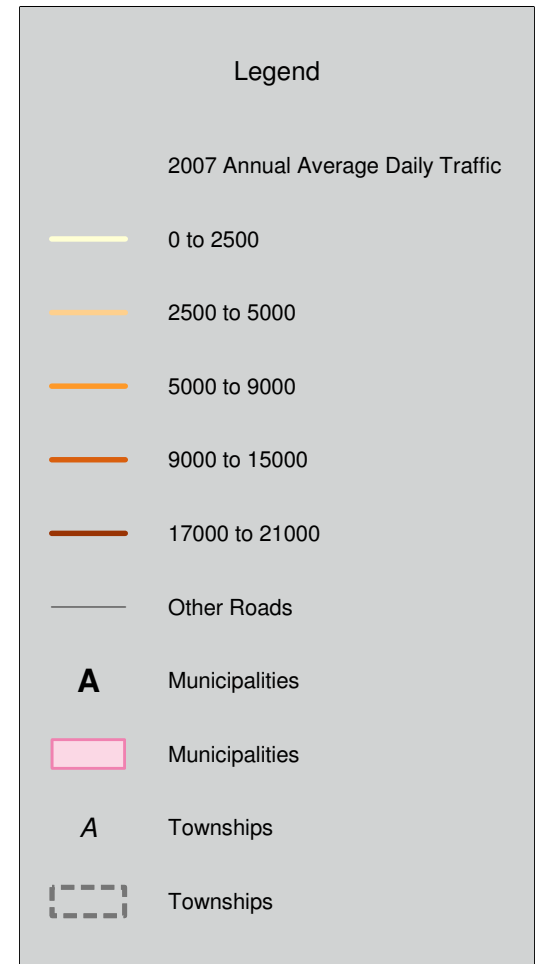 Legend
2007 Annual Average Daily Traffic
0 to 2500
2500 to 5000
5000 to 9000
9000 to 15000
17000 to 21000
Other Roads
A Municipalities
Municipalities
A Townships
Townships